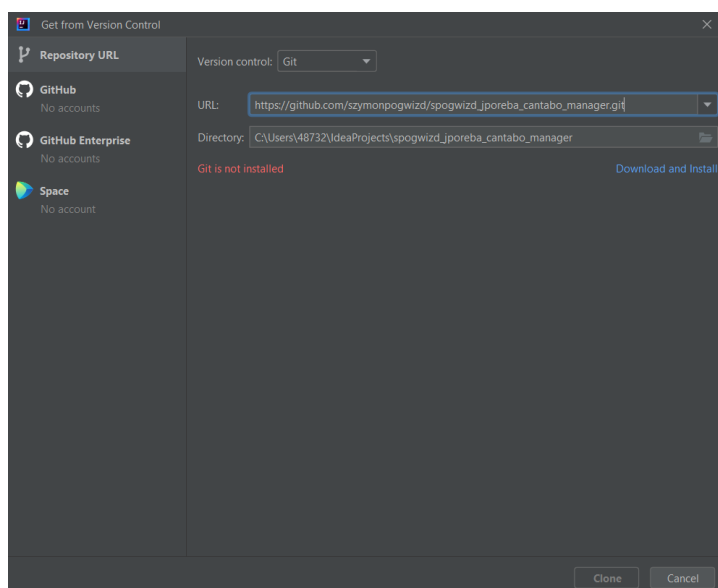 Get from Version Control
Repository URL
GitHub
No accounts
GitHub Enterprise
No accounts
Space
No account
Version control: Git
URL: https://github.com/szymonpogwizd/spogwizd_jporeba_cantabo_manager.git
Directory: C:\Users\48732\IdeaProjects\spogwizd_jporeba_cantabo_manager
Git is not installed Download and Install
Clone Cancel